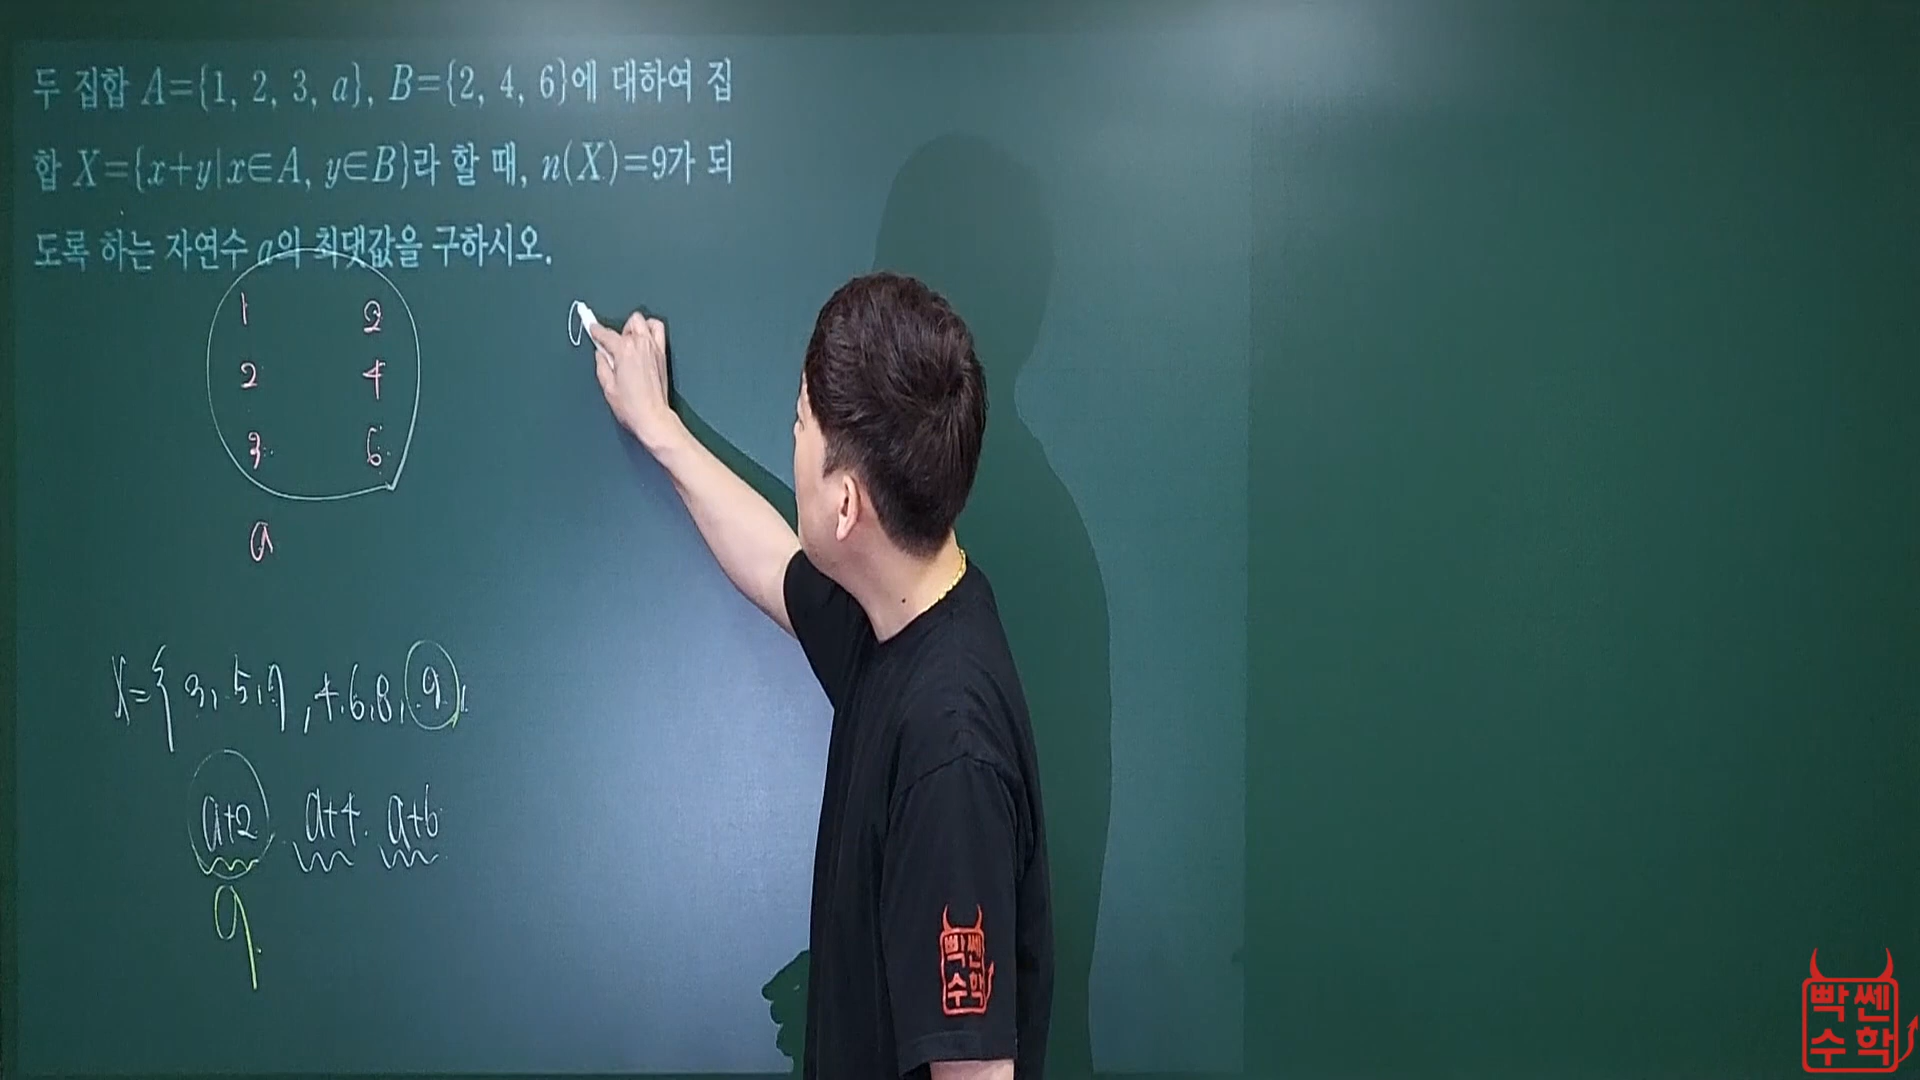 두 집합 A={1, 2, 3, a}, B={2, 4, 6}에 대하여 집
합 X={x+y|x∈A, y∈B}라 할 때, n(X)=9가 되
도록 하는 자연수 a의 최댓값을 구하시오.
1 2
2 4
3 6
a
a
X={3, 5, 7, 4, 6, 8, 9,
a+2 a+4 a+6
9
빡쎈
수학
빡쎈
수학